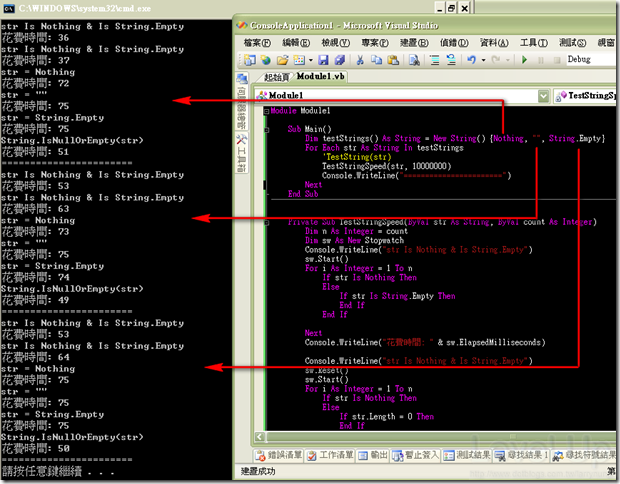 C:\WINDOWS\system32\cmd.exe
str Is Nothing & Is String.Empty
花費時間: 36
str Is Nothing & Is String.Empty
花費時間: 37
str = Nothing
花費時間: 72
str = ""
花費時間: 75
str = String.Empty
花費時間: 75
String.IsNullOrEmpty(str)
花費時間: 51
========================
str Is Nothing & Is String.Empty
花費時間: 53
str Is Nothing & Is String.Empty
花費時間: 63
str = Nothing
花費時間: 73
str = ""
花費時間: 75
str = String.Empty
花費時間: 74
String.IsNullOrEmpty(str)
花費時間: 49
========================
str Is Nothing & Is String.Empty
花費時間: 53
str Is Nothing & Is String.Empty
花費時間: 64
str = Nothing
花費時間: 75
str = ""
花費時間: 75
str = String.Empty
花費時間: 75
String.IsNullOrEmpty(str)
花費時間: 50
========================
請按任意鍵繼續 . . .
ConsoleApplication1 - Microsoft Visual Studio
檔案(F) 編輯(E) 檢視(V) 專案(P) 建置(B) 偵錯(D) 資料(A) 工具(T) 測試(S) 視窗
Debug
起始頁 Module1.vb
Module1 TestStringSp
伺服器總管
工具箱
Module Module1
Sub Main()
Dim testStrings() As String = New String() {Nothing, "", String.Empty}
For Each str As String In testStrings
'TestString(str)
TestStringSpeed(str, 10000000)
Console.WriteLine("========================")
Next
End Sub
Private Sub TestStringSpeed(ByVal str As String, ByVal count As Integer)
Dim n As Integer = count
Dim sw As New Stopwatch
Console.WriteLine("str Is Nothing & Is String.Empty")
sw.Start()
For i As Integer = 1 To n
If str Is Nothing Then
Else
If str Is String.Empty Then
End If
End If
Next
Console.WriteLine("花費時間: " & sw.ElapsedMilliseconds)
Console.WriteLine("str Is Nothing & Is String.Empty")
sw.Reset()
sw.Start()
For i As Integer = 1 To n
If str Is Nothing Then
Else
If str.Length = 0 Then
End If
錯誤清單 工作清單 輸出 暫止簽入 測試結果 尋找結果 1 尋找符號結果
建置成功 第
Level Up